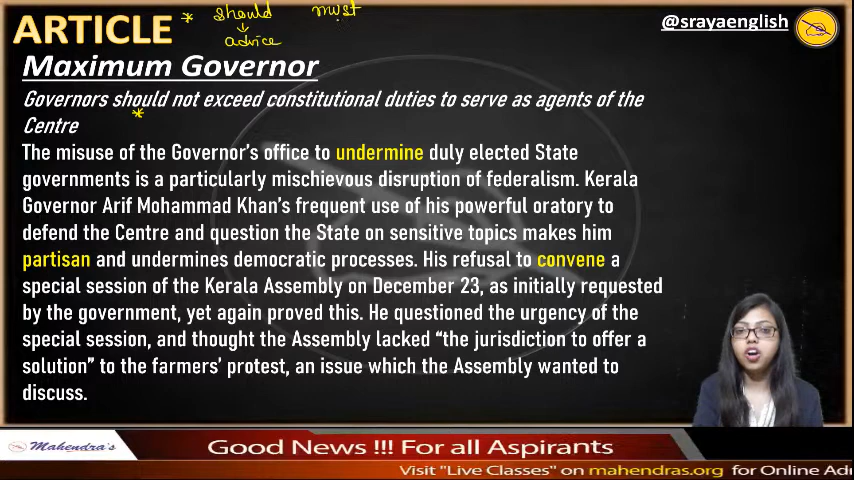 ARTICLE * should must @srayaenglish
advice
Maximum Governor
Governors should not exceed constitutional duties to serve as agents of the
*
Centre
The misuse of the Governor's office to undermine duly elected State
governments is a particularly mischievous disruption of federalism. Kerala
Governor Arif Mohammad Khan's frequent use of his powerful oratory to
defend the Centre and question the State on sensitive topics makes him
partisan and undermines democratic processes. His refusal to convene a
special session of the Kerala Assembly on December 23, as initially requested
by the government, yet again proved this. He questioned the urgency of the
special session, and thought the Assembly lacked "the jurisdiction to offer a
solution" to the farmers' protest, an issue which the Assembly wanted to
discuss.
Mahendra's Good News !!! For all Aspirants
Visit "Live Classes" on mahendras.org for Online Ad